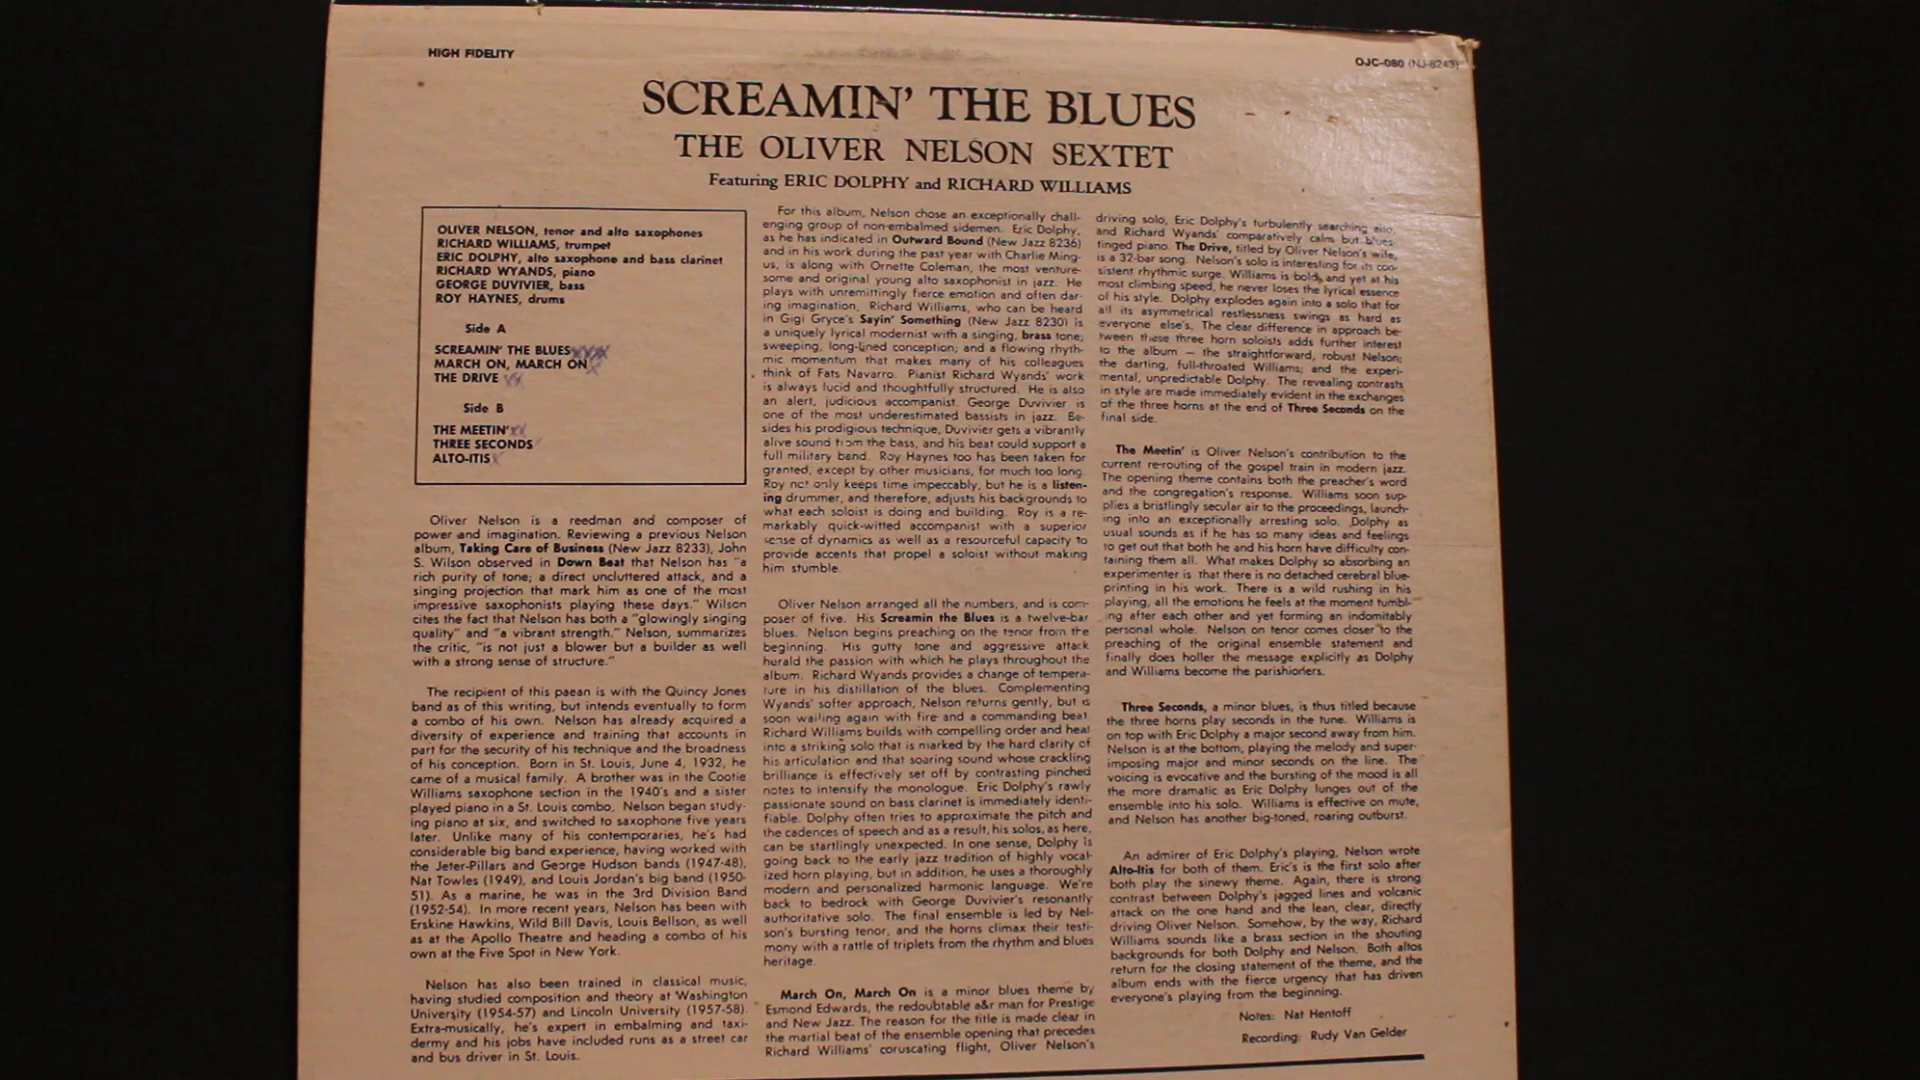 HIGH FIDELITY
OJC-080 (NJ-8243)
SCREAMIN' THE BLUES
THE OLIVER NELSON SEXTET
Featuring ERIC DOLPHY and RICHARD WILLIAMS
OLIVER NELSON, tenor and alto saxophones
RICHARD WILLIAMS, trumpet
ERIC DOLPHY, alto saxophone and bass clarinet
RICHARD WYANDS, piano
GEORGE DUVIVIER, bass
ROY HAYNES, drums
Side A
SCREAMIN' THE BLUES XXX
MARCH ON, MARCH ON X
THE DRIVE XX
Side B
THE MEETIN' XX
THREE SECONDS
ALTO-ITIS X
Oliver Nelson is a reedman and composer of
power and imagination. Reviewing a previous Nelson
album, Taking Care of Business (New Jazz 8233), John
S. Wilson observed in Down Beat that Nelson has "a
rich purity of tone; a direct uncluttered attack, and a
singing projection that mark him as one of the most
impressive saxophonists playing these days." Wilson
cites the fact that Nelson has both a "glowingly singing
quality" and "a vibrant strength." Nelson, summarizes
the critic, "is not just a blower but a builder as well
with a strong sense of structure."
The recipient of this paean is with the Quincy Jones
band as of this writing, but intends eventually to form
a combo of his own. Nelson has already acquired a
diversity of experience and training that accounts in
part for the security of his technique and the broadness
of his conception. Born in St. Louis, June 4, 1932, he
came of a musical family. A brother was in the Cootie
Williams saxophone section in the 1940's and a sister
played piano in a St. Louis combo. Nelson began study-
ing piano at six, and switched to saxophone five years
later. Unlike many of his contemporaries, he's had
considerable big band experience, having worked with
the Jeter-Pillars and George Hudson bands (1947-48),
Nat Towles (1949), and Louis Jordan's big band (1950-
51). As a marine, he was in the 3rd Division Band
(1952-54). In more recent years, Nelson has been with
Erskine Hawkins, Wild Bill Davis, Louis Bellson, as well
as at the Apollo Theatre and heading a combo of his
own at the Five Spot in New York.
Nelson has also been trained in classical music,
having studied composition and theory at Washington
University (1954-57) and Lincoln University (1957-58).
Extra-musically, he's expert in embalming and taxi-
dermy and his jobs have included runs as a street car
and bus driver in St. Louis.
For this album, Nelson chose an exceptionally chall-
enging group of non-embalmed sidemen. Eric Dolphy,
as he has indicated in Outward Bound (New Jazz 8236)
and in his work during the past year with Charlie Ming-
us, is along with Ornette Coleman, the most venture-
some and original young alto saxophonist in jazz. He
plays with unremittingly fierce emotion and often dar-
ing imagination. Richard Williams, who can be heard
in Gigi Gryce's Sayin' Something (New Jazz 8230) is
a uniquely lyrical modernist with a singing, brass tone;
sweeping, long-lined conception; and a flowing rhyth-
mic momentum that makes many of his colleagues
think of Fats Navarro. Pianist Richard Wyands' work
is always lucid and thoughtfully structured. He is also
an alert, judicious accompanist. George Duvivier is
one of the most underestimated bassists in jazz. Be-
sides his prodigious technique, Duvivier gets a vibrantly
alive sound from the bass, and his beat could support a
full military band. Roy Haynes too has been taken for
granted, except by other musicians, for much too long.
Roy not only keeps time impeccably, but he is a listen-
ing drummer, and therefore, adjusts his backgrounds to
what each soloist is doing and building. Roy is a re-
markably quick-witted accompanist with a superior
sense of dynamics as well as a resourceful capacity to
provide accents that propel a soloist without making
him stumble.
Oliver Nelson arranged all the numbers, and is com-
poser of five. His Screamin the Blues is a twelve-bar
blues. Nelson begins preaching on the tenor from the
beginning. His gutty tone and aggressive attack
herald the passion with which he plays throughout the
album. Richard Wyands provides a change of tempera-
ture in his distillation of the blues. Complementing
Wyands' softer approach, Nelson returns gently, but is
soon wailing again with fire and a commanding beat
Richard Williams builds with compelling order and heat
into a striking solo that is marked by the hard clarity of
his articulation and that soaring sound whose crackling
brilliance is effectively set off by contrasting pinched
notes to intensify the monologue. Eric Dolphy's rawly
passionate sound on bass clarinet is immediately identi-
fiable. Dolphy often tries to approximate the pitch and
the cadences of speech and as a result, his solos, as here,
can be startlingly unexpected. In one sense, Dolphy is
going back to the early jazz tradition of highly vocal-
ized horn playing, but in addition, he uses a thoroughly
modern and personalized harmonic language. We're
back to bedrock with George Duvivier's resonantly
authoritative solo. The final ensemble is led by Nel-
son's bursting tenor, and the horns climax their testi-
mony with a rattle of triplets from the rhythm and blues
heritage.
March On, March On is a minor blues theme by
Esmond Edwards, the redoubtable a&r man for Prestige
and New Jazz. The reason for the title is made clear in
the martial beat of the ensemble opening that precedes
Richard Williams' coruscating flight, Oliver Nelson's
driving solo, Eric Dolphy's turbulently searching alto,
and Richard Wyands' comparatively calm but blues-
tinged piano. The Drive, titled by Oliver Nelson's wife,
is a 32-bar song. Nelson's solo is interesting for its con-
sistent rhythmic surge. Williams is bold, and yet at his
most climbing speed, he never loses the lyrical essence
of his style. Dolphy explodes again into a solo that for
all its asymmetrical restlessness swings as hard as
everyone else's. The clear difference in approach be-
tween these three horn soloists adds further interest
to the album — the straightforward, robust Nelson;
the darting, full-throated Williams; and the experi-
mental, unpredictable Dolphy. The revealing contrasts
in style are made immediately evident in the exchanges
of the three horns at the end of Three Seconds on the
final side.
The Meetin' is Oliver Nelson's contribution to the
current re-routing of the gospel train in modern jazz.
The opening theme contains both the preacher's word
and the congregation's response. Williams soon sup-
plies a bristlingly secular air to the proceedings, launch-
ing into an exceptionally arresting solo. Dolphy as
usual sounds as if he has so many ideas and feelings
to get out that both he and his horn have difficulty con-
taining them all. What makes Dolphy so absorbing an
experimenter is that there is no detached cerebral blue-
printing in his work. There is a wild rushing in his
playing, all the emotions he feels at the moment tumbl-
ing after each other and yet forming an indomitably
personal whole. Nelson on tenor comes closer to the
preaching of the original ensemble statement and
finally does holler the message explicitly as Dolphy
and Williams become the parishioners.
Three Seconds, a minor blues, is thus titled because
the three horns play seconds in the tune. Williams is
on top with Eric Dolphy a major second away from him.
Nelson is at the bottom, playing the melody and super-
imposing major and minor seconds on the line. The
voicing is evocative and the bursting of the mood is all
the more dramatic as Eric Dolphy lunges out of the
ensemble into his solo. Williams is effective on mute,
and Nelson has another big-toned, roaring outburst.
An admirer of Eric Dolphy's playing, Nelson wrote
Alto-Itis for both of them. Eric's is the first solo after
both play the sinewy theme. Again, there is strong
contrast between Dolphy's jagged lines and volcanic
attack on the one hand and the lean, clear, directly
driving Oliver Nelson. Somehow, by the way, Richard
Williams sounds like a brass section in the shouting
backgrounds for both Dolphy and Nelson. Both altos
return for the closing statement of the theme, and the
album ends with the fierce urgency that has driven
everyone's playing from the beginning.
Notes: Nat Hentoff
Recording: Rudy Van Gelder